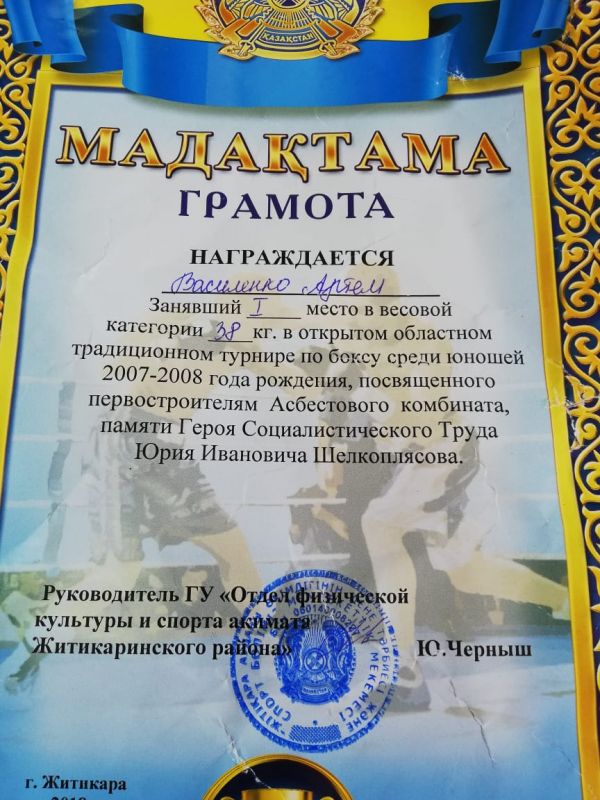 ҚАЗАҚСТАН
МАДАҚТАМА
ГРАМОТА
НАГРАЖДАЕТСЯ
Василенко Артем
Занявший I место в весовой
категории 38 кг. в открытом областном
традиционном турнире по боксу среди юношей
2007-2008 года рождения, посвященного
первостроителям Асбестового комбината,
памяти Героя Социалистического Труда
Юрия Ивановича Шелкоплясова.
Руководитель ГУ «Отдел физической
культуры и спорта акимата
Житикаринского района» Ю.Черныш
СПОРТ МЕКЕМЕСІ
г. Житикара